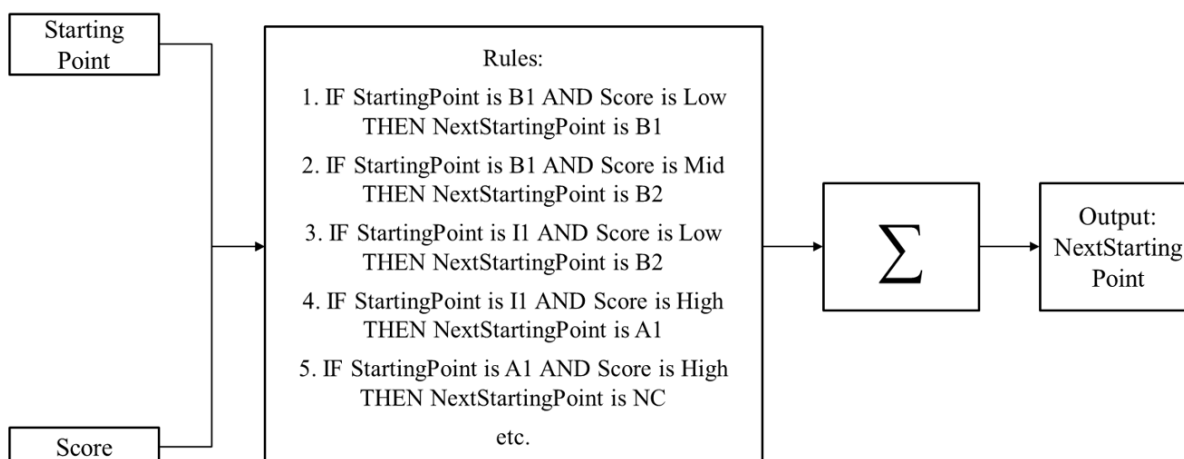 Starting
Point
Score
Rules:
1. IF StartingPoint is B1 AND Score is Low
THEN NextStartingPoint is B1
2. IF StartingPoint is B1 AND Score is Mid
THEN NextStartingPoint is B2
3. IF StartingPoint is I1 AND Score is Low
THEN NextStartingPoint is B2
4. IF StartingPoint is I1 AND Score is High
THEN NextStartingPoint is A1
5. IF StartingPoint is A1 AND Score is High
THEN NextStartingPoint is NC
etc.
∑
Output:
NextStarting
Point